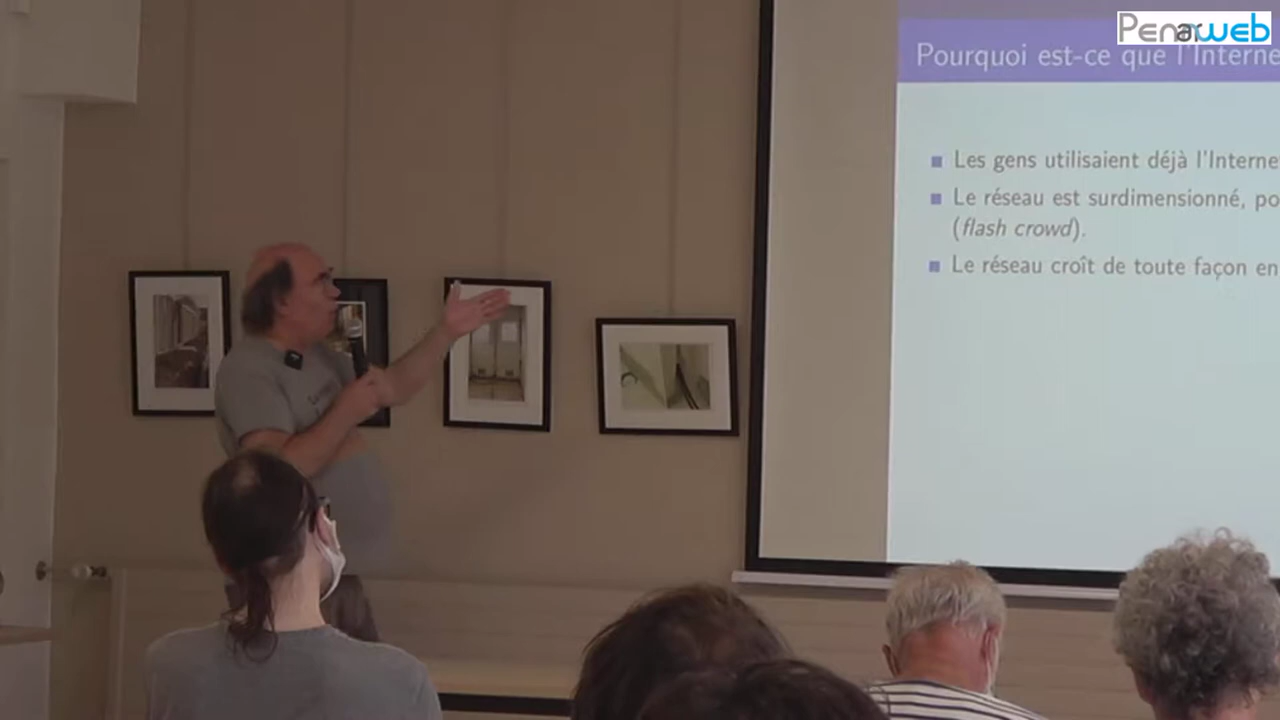 Penarweb
Pourquoi est-ce que l'Interne
Les gens utilisaient déjà l'Interne
Le réseau est surdimensionné, po
(flash crowd).
Le réseau croît de toute façon en